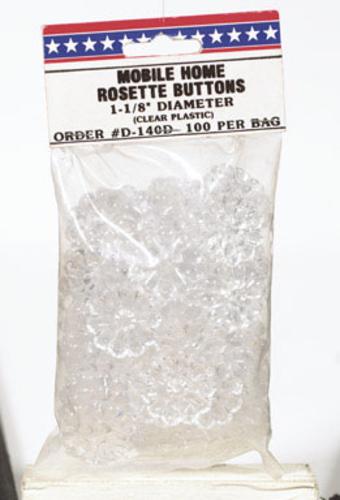 MOBILE HOME
ROSETTE BUTTONS
1-1/8" DIAMETER
(CLEAR PLASTIC)
ORDER #D-140D- 100 PER BAG